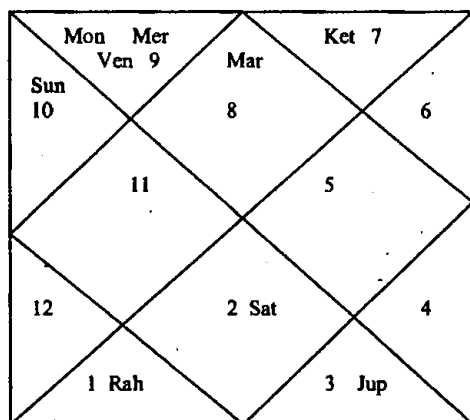 Mon Mer Ket 7
Ven 9 Mar
Sun
10 8 6
11 5
12 2 Sat 4
1 Rah 3 Jup